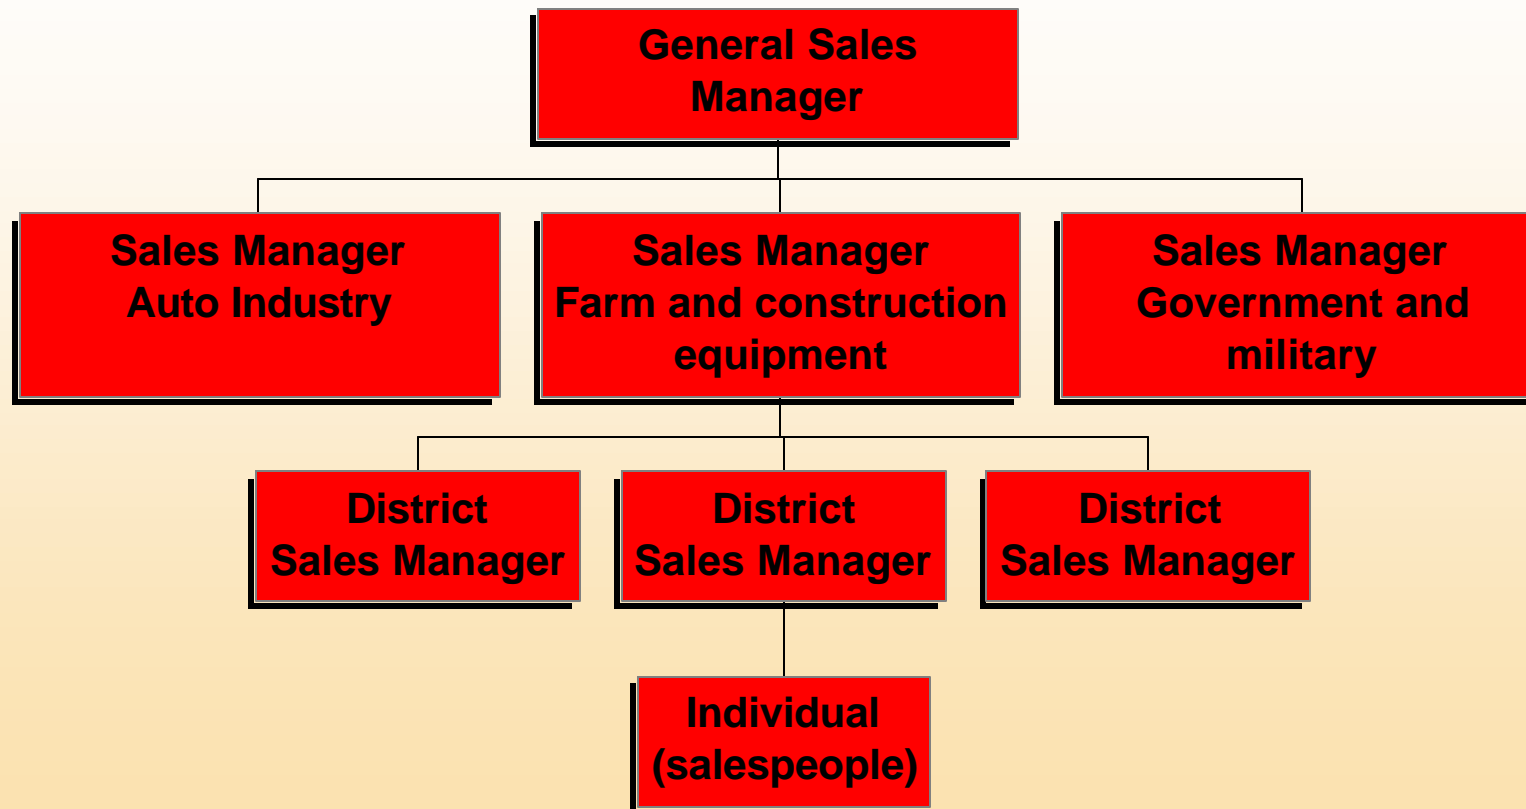 General Sales
Manager
Sales Manager
Auto Industry
Sales Manager
Farm and construction
equipment
Sales Manager
Government and
military
District
Sales Manager
District
Sales Manager
District
Sales Manager
Individual
(salespeople)